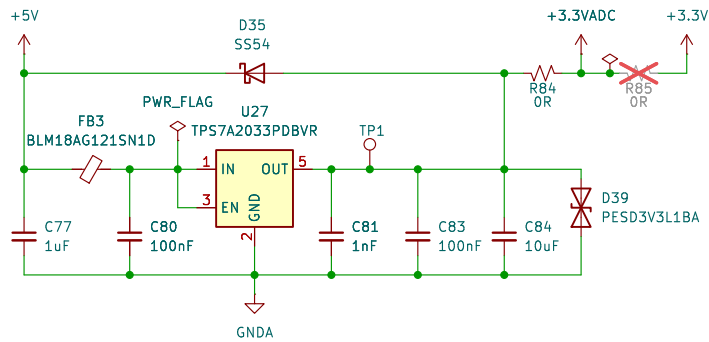 +5V
D35
SS54
+3.3VADC
+3.3V
R84
0R
R85
0R
FB3
BLM18AG121SN1D
PWR_FLAG
U27
TPS7A2033PDBVR
TP1
1
IN
OUT
5
3
EN
GND
2
C77
1uF
C80
100nF
C81
1nF
C83
100nF
C84
10uF
D39
PESD3V3L1BA
GNDA